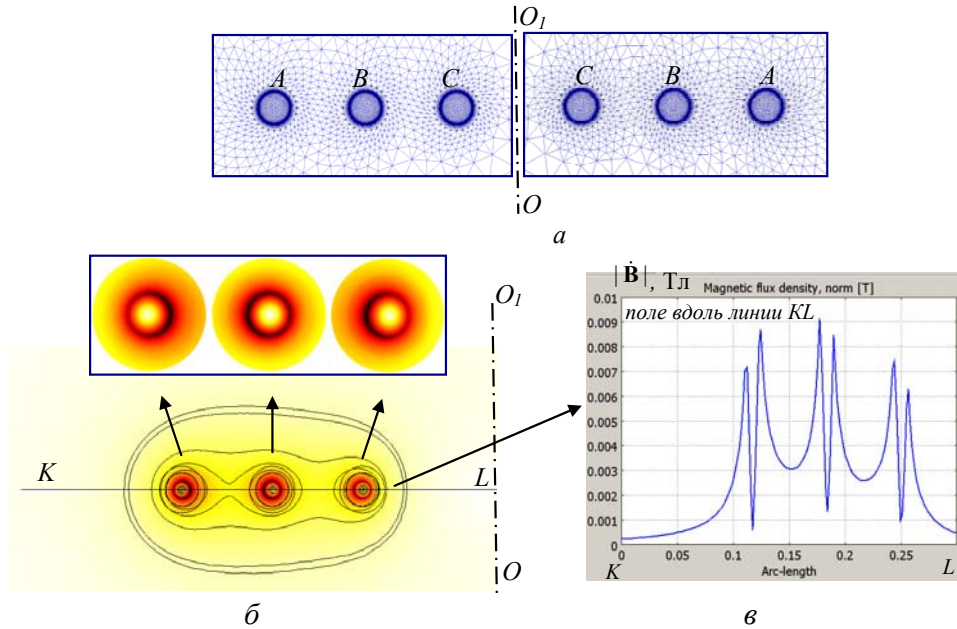 O1
A B C C B A
O
а
O1
K L
O
б
|Ḃ|, Тл
Magnetic flux density, norm [T]
поле вдоль линии KL
0.01
0.009
0.008
0.007
0.006
0.005
0.004
0.003
0.002
0.001
0
0 0.05 0.1 0.15 0.2 0.25
K Arc-length L
в